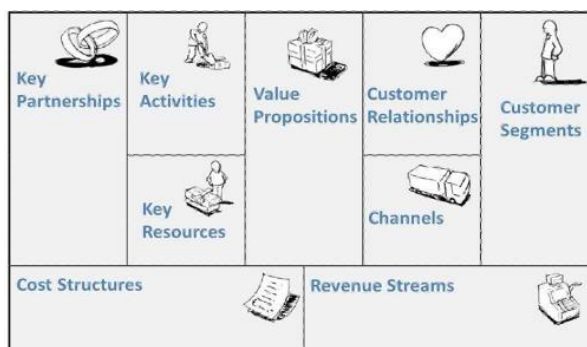 Key
Partnerships
Key
Activities
Key
Resources
Value
Propositions
Customer
Relationships
Channels
Customer
Segments
Cost Structures
Revenue Streams